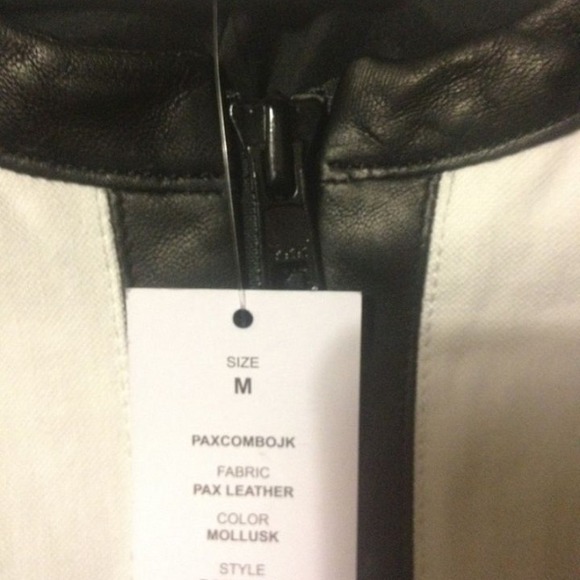 SIZE
M
PAXCOMBOJK
FABRIC
PAX LEATHER
COLOR
MOLLUSK
STYLE